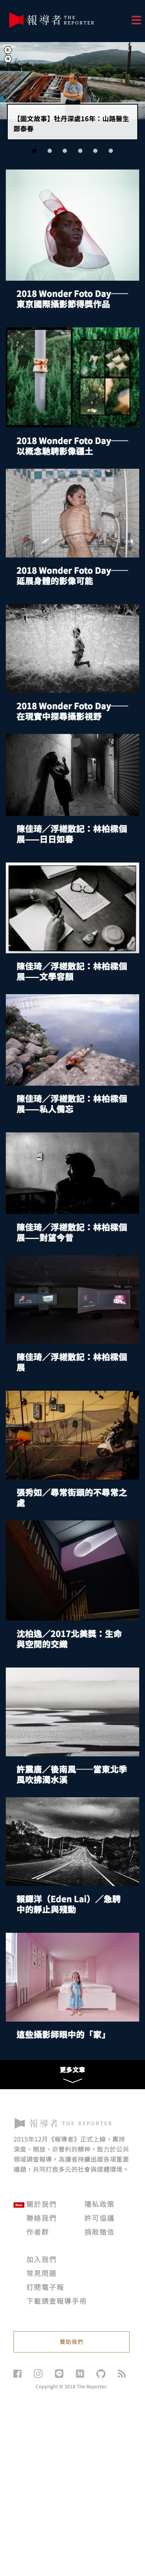 報導者 THE REPORTER
【圖文故事】牡丹深處16年：山路醫生
鄭泰春
2018 Wonder Foto Day──
東京國際攝影節得獎作品
2018 Wonder Foto Day──
以概念馳騁影像疆土
2018 Wonder Foto Day──
延展身體的影像可能
2018 Wonder Foto Day──
在現實中探尋攝影視野
陳佳琦／浮槎散記：林柏樑個
展──日日如春
陳佳琦／浮槎散記：林柏樑個
展──文學容顏
陳佳琦／浮槎散記：林柏樑個
展──私人備忘
陳佳琦／浮槎散記：林柏樑個
展──對望今昔
陳佳琦／浮槎散記：林柏樑個
展
張秀如／尋常街頭的不尋常之
處
沈柏逸／2017北美獎：生命
與空間的交織
許震唐／後南風──當東北季
風吹拂濁水溪
賴鐸洋（Eden Lai）／急騁
中的靜止與殘動
這些攝影師眼中的「家」
更多文章
報導者 THE REPORTER
2015年12月《報導者》正式上線，秉持
深度、開放、非營利的精神，致力於公共
領域調查報導，為讀者持續追蹤各項重要
議題，共同打造多元的社會與媒體環境。
New 關於我們
隱私政策
聯絡我們
許可協議
作者群
捐款徵信
加入我們
常見問題
訂閱電子報
下載調查報導手冊
贊助我們
Copyright © 2018 The Reporter.